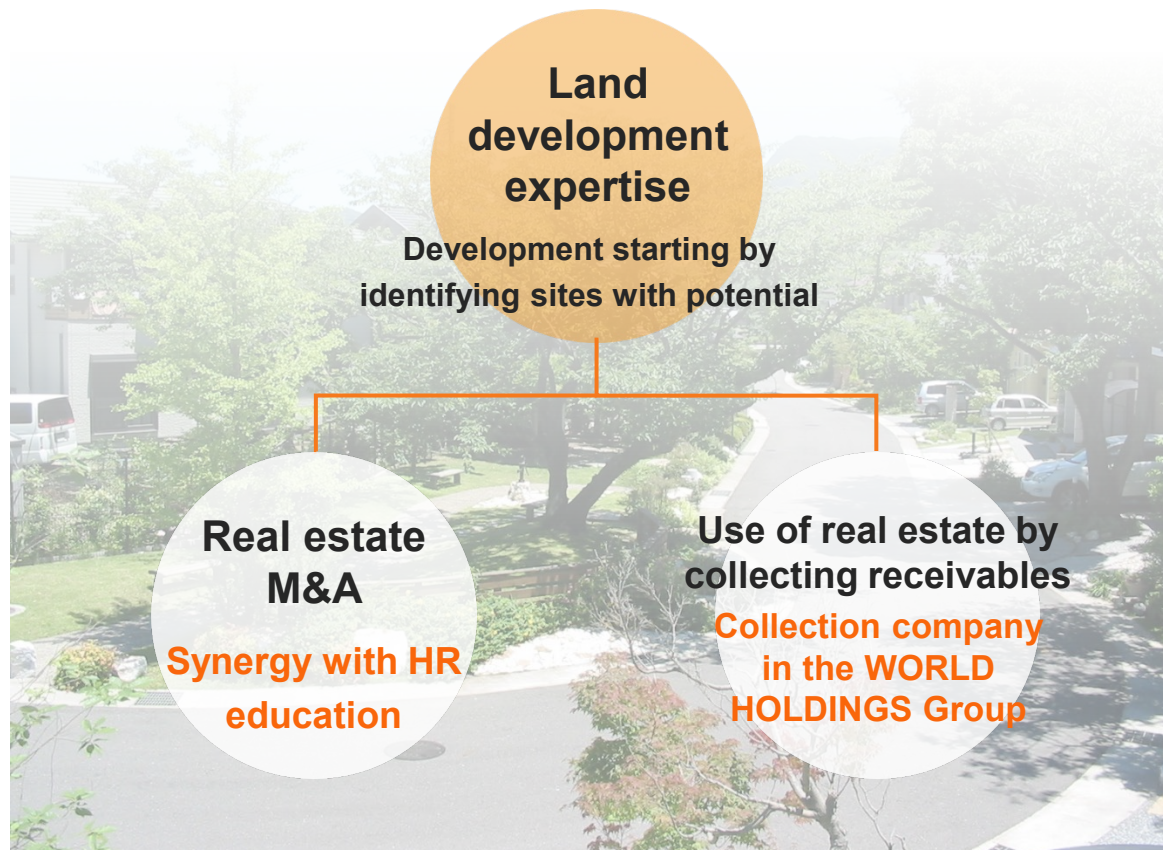 Land
development
expertise
Development starting by
identifying sites with potential
Real estate
M&A
Synergy with HR
education
Use of real estate by
collecting receivables
Collection company
in the WORLD
HOLDINGS Group